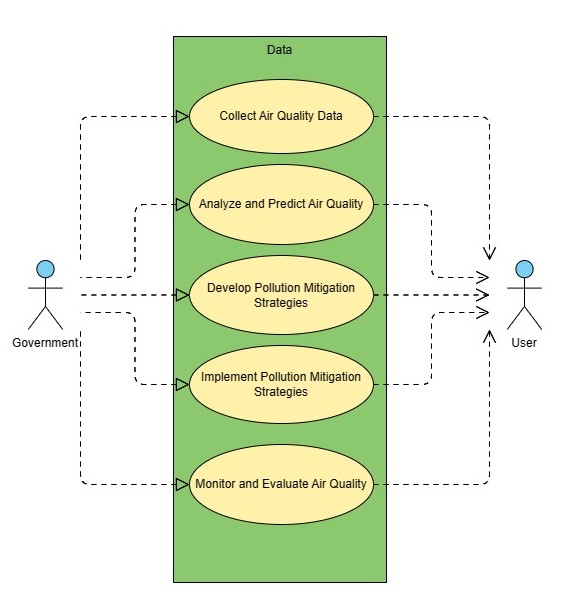 Data
Collect Air Quality Data
Analyze and Predict Air Quality
Develop Pollution Mitigation
Strategies
Implement Pollution Mitigation
Strategies
Monitor and Evaluate Air Quality
Government
User